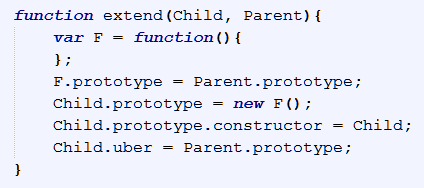 function extend(Child, Parent){
    var F = function(){
    };
    F.prototype = Parent.prototype;
    Child.prototype = new F();
    Child.prototype.constructor = Child;
    Child.uber = Parent.prototype;
}